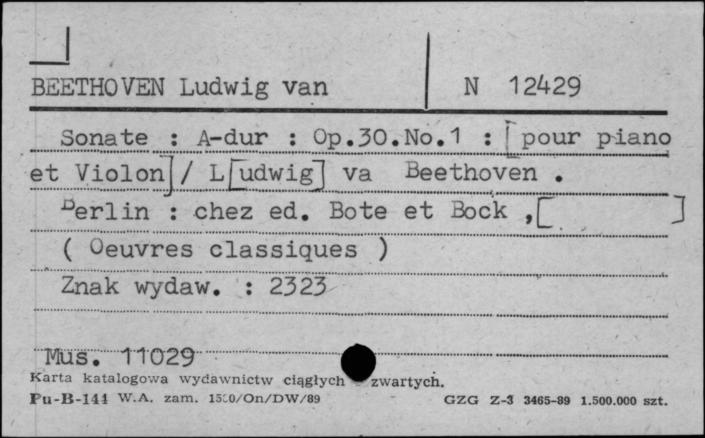 BEETHOVEN Ludwig van N 12429
Sonate : A-dur : Op.30.No.1 : [pour piano
et Violon] / L[udwig] va Beethoven .
Berlin : chez ed. Bote et Bock ,[ ]
( Oeuvres classiques )
Znak wydaw. : 2323
Mus. 11029
Karta katalogowa wydawnictw ciągłych zwartych.
Pu-B-144 W.A. zam. /On/DW/89 GZG Z-3 3465-89 1.500.000 szt.